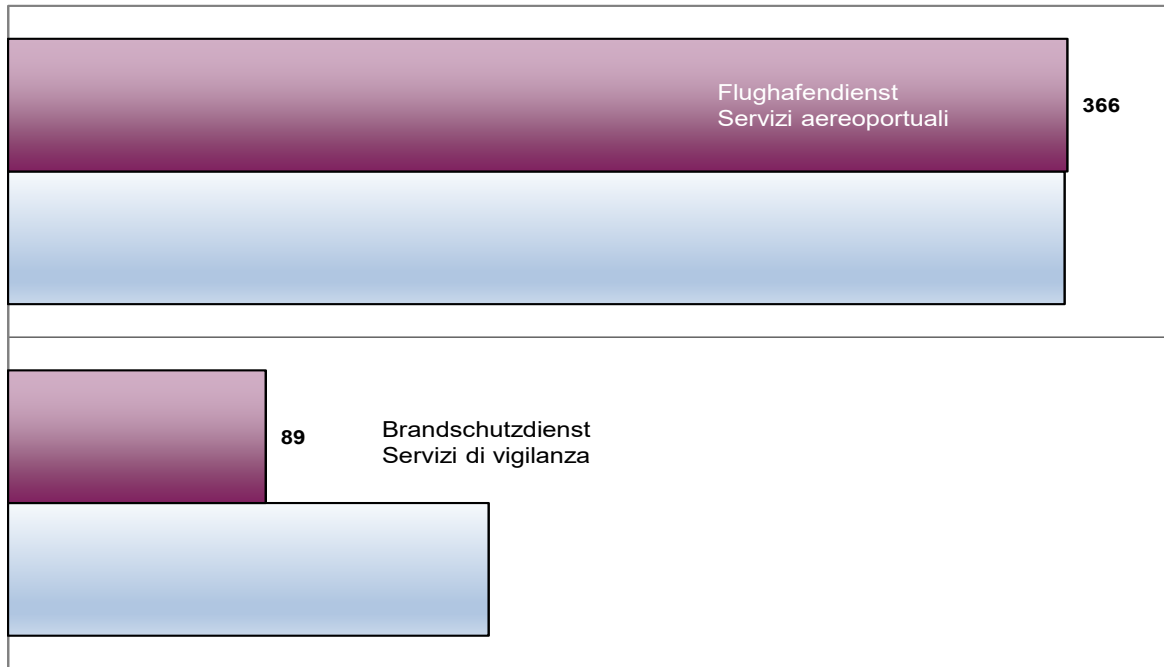 Flughafendienst
Servizi aereoportuali
366
89
Brandschutzdienst
Servizi di vigilanza